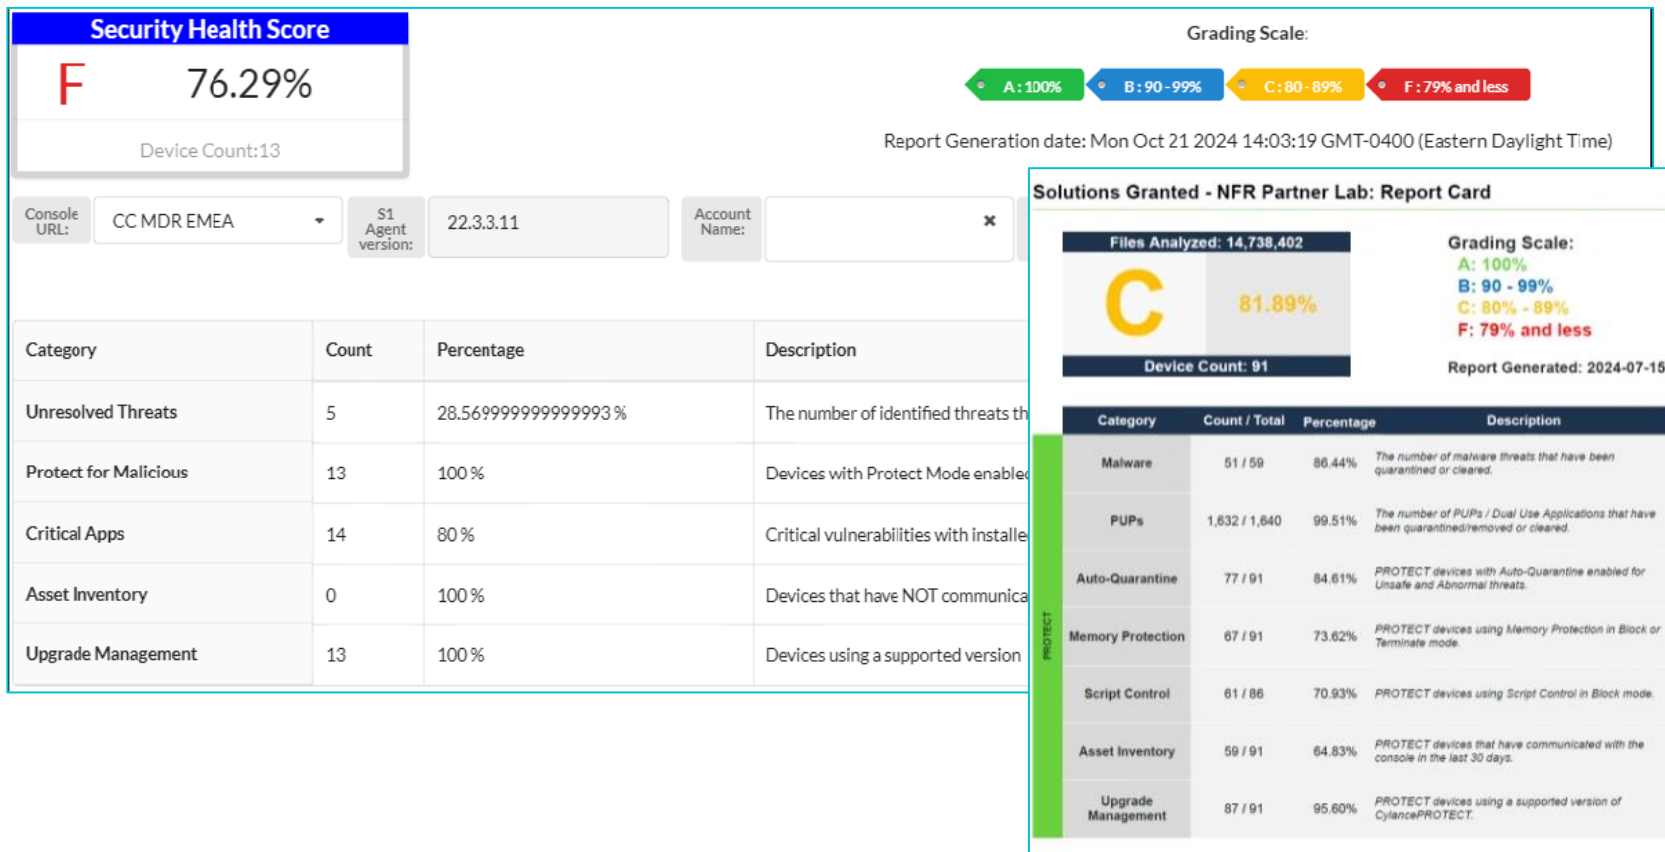 Security Health Score
F 76.29%
Device Count:13
Grading Scale:
A : 100% B : 90 - 99% C : 80 - 89% F : 79% and less
Report Generation date: Mon Oct 21 2024 14:03:19 GMT-0400 (Eastern Daylight Time)
Console URL: CC MDR EMEA S1 Agent version: 22.3.3.11 Account Name:
Category Count Percentage Description
Unresolved Threats 5 28.569999999999993 % The number of identified threats th
Protect for Malicious 13 100 % Devices with Protect Mode enabled
Critical Apps 14 80 % Critical vulnerabilities with installe
Asset Inventory 0 100 % Devices that have NOT communica
Upgrade Management 13 100 % Devices using a supported version
Solutions Granted - NFR Partner Lab: Report Card
Files Analyzed: 14,738,402
C 81.89%
Device Count: 91
Grading Scale:
A: 100%
B: 90 - 99%
C: 80% - 89%
F: 79% and less
Report Generated: 2024-07-15
Category Count / Total Percentage Description
PROTECT
Malware 51 / 59 86.44% The number of malware threats that have been
quarantined or cleared.
PUPs 1,632 / 1,640 99.51% The number of PUPs / Dual Use Applications that have
been quarantined/removed or cleared.
Auto-Quarantine 77 / 91 84.61% PROTECT devices with Auto-Quarantine enabled for
Unsafe and Abnormal threats.
Memory Protection 67 / 91 73.62% PROTECT devices using Memory Protection in Block or
Terminate mode.
Script Control 61 / 86 70.93% PROTECT devices using Script Control in Block mode.
Asset Inventory 59 / 91 64.83% PROTECT devices that have communicated with the
console in the last 30 days.
Upgrade Management 87 / 91 95.60% PROTECT devices using a supported version of
CylancePROTECT.